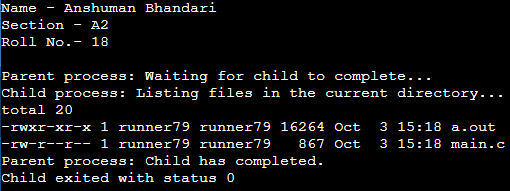 Name - Anshuman Bhandari
Section - A2
Roll No.- 18
Parent process: Waiting for child to complete...
Child process: Listing files in the current directory...
total 20
-rwxr-xr-x 1 runner79 runner79 16264 Oct  3 15:18 a.out
-rw-r--r-- 1 runner79 runner79   867 Oct  3 15:18 main.c
Parent process: Child has completed.
Child exited with status 0